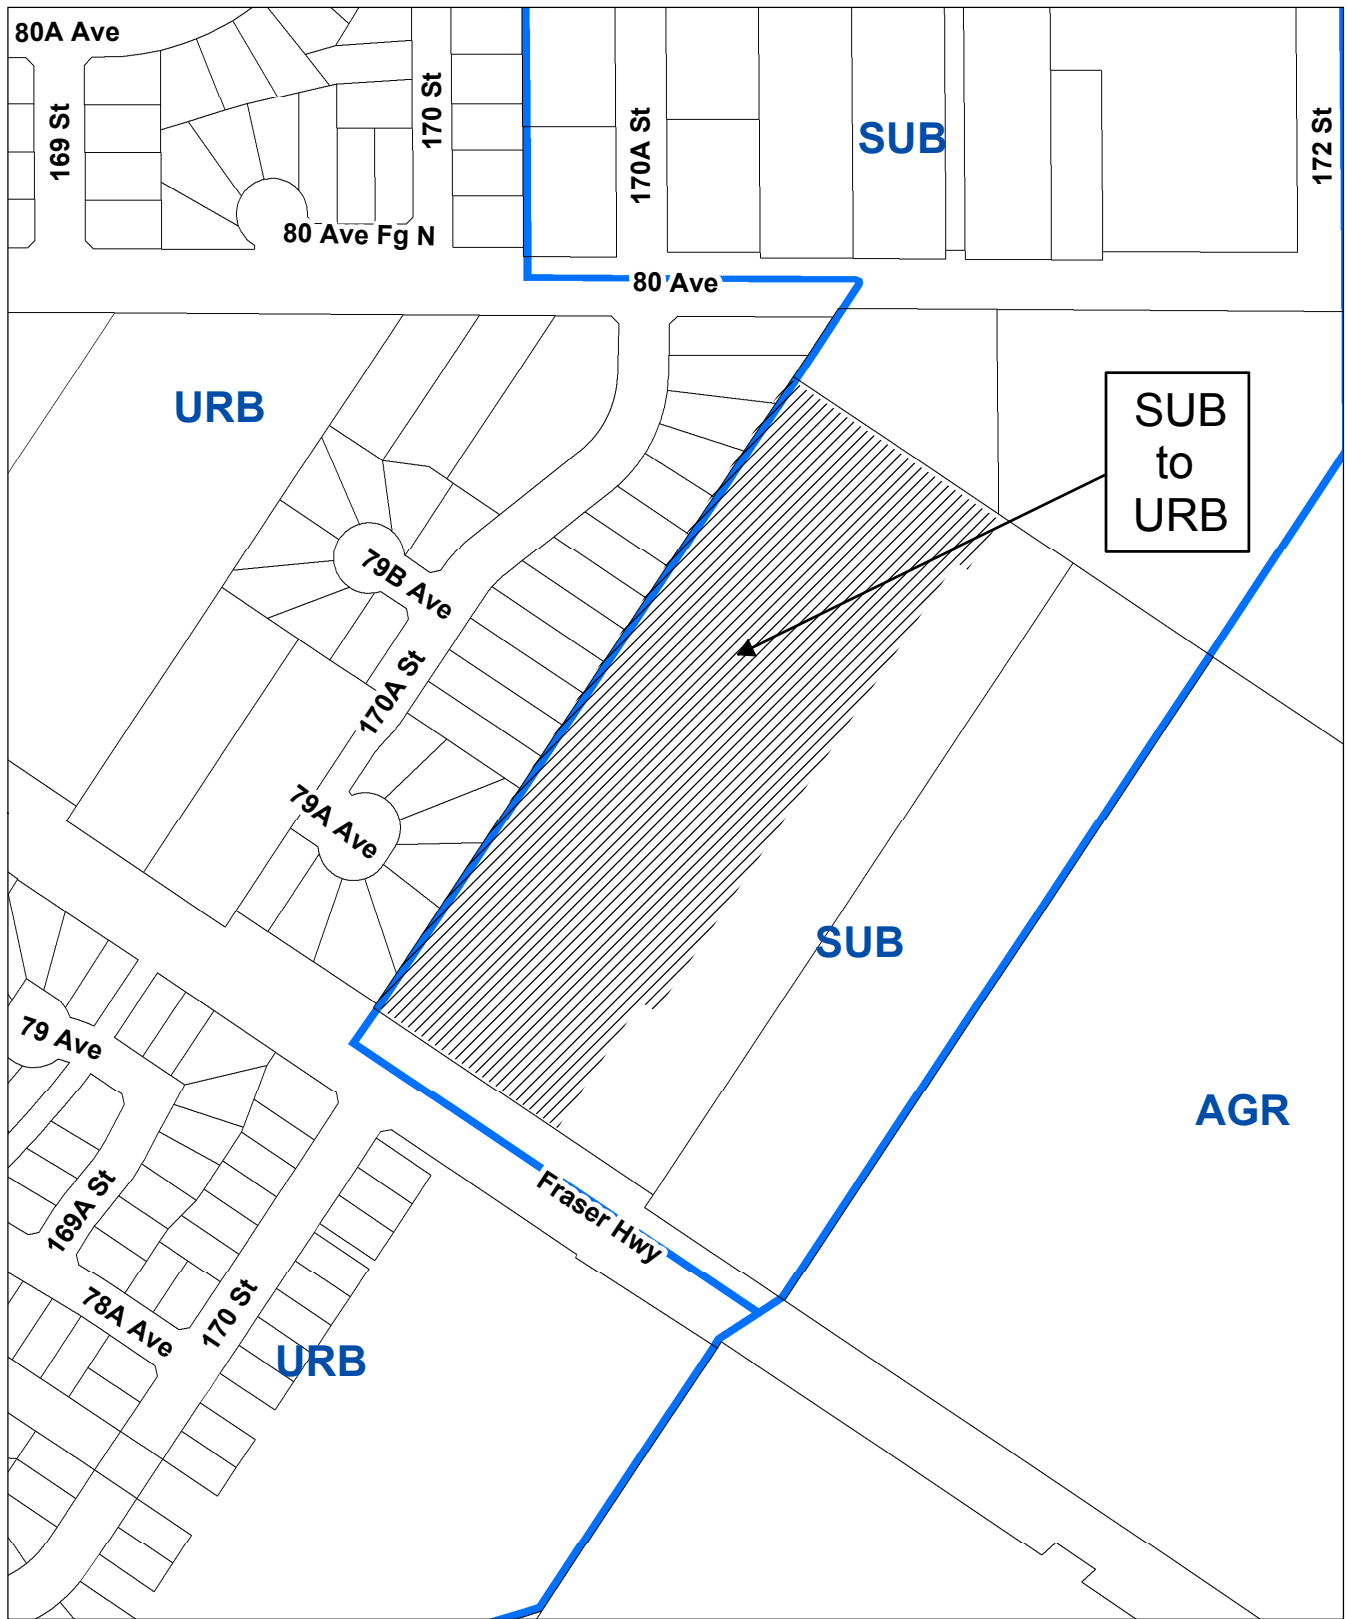 80A Ave
169 St
170 St
170A St
SUB
172 St
80 Ave Fg N
80 Ave
URB
SUB
to
URB
79B Ave
170A St
79A Ave
SUB
79 Ave
AGR
169A St
Fraser Hwy
78A Ave
170 St
URB